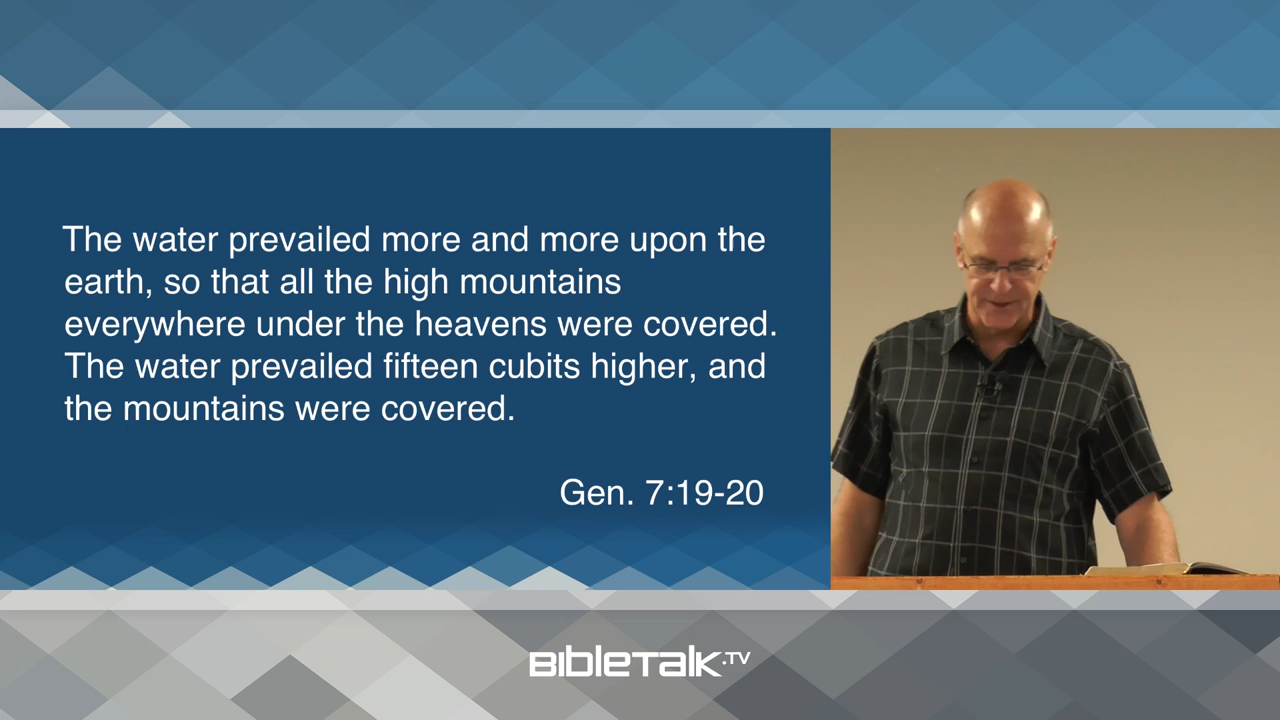 The water prevailed more and more upon the
earth, so that all the high mountains
everywhere under the heavens were covered.
The water prevailed fifteen cubits higher, and
the mountains were covered.
Gen. 7:19-20
BIBLETALK.TV